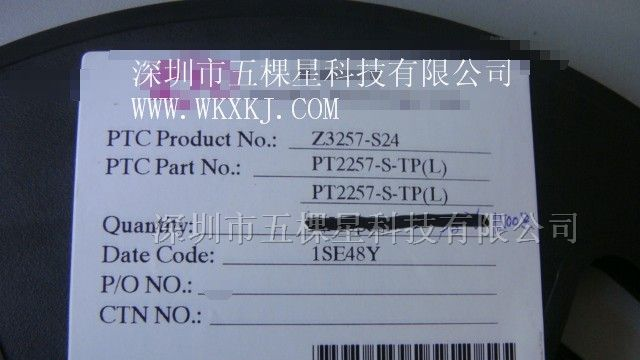 深圳市五棵星科技有限公司
WWW.WKXKJ.COM
PTC Product No.: Z3257-S24
PTC Part No.: PT2257-S-TP(L)
PT2257-S-TP(L)
Quantity:
深圳市五棵星科技有限公司
Date Code: 1SE48Y
P/O NO.:
CTN NO.: